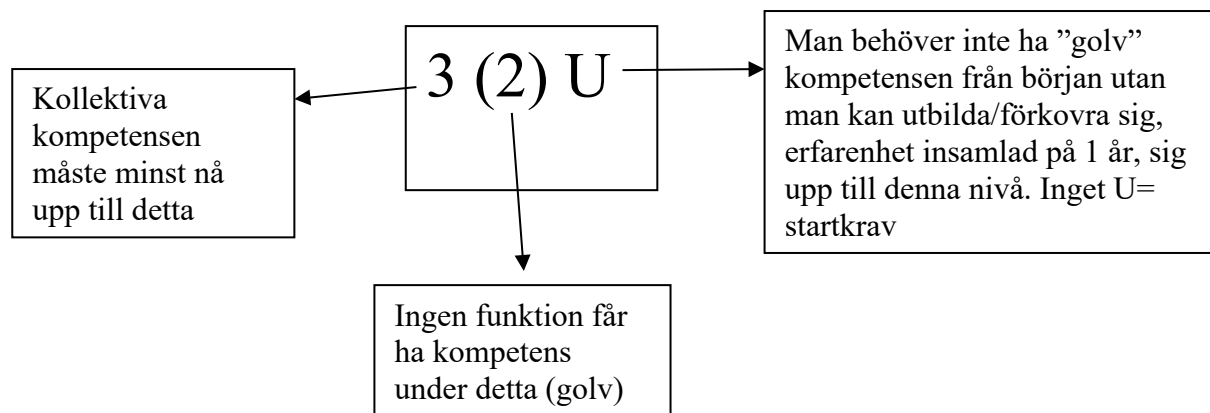 3 (2) U
Kollektiva
kompetensen
måste minst nå
upp till detta
Man behöver inte ha ”golv”
kompetensen från början utan
man kan utbilda/förkovra sig,
erfarenhet insamlad på 1 år, sig
upp till denna nivå. Inget U=
startkrav
Ingen funktion får
ha kompetens
under detta (golv)